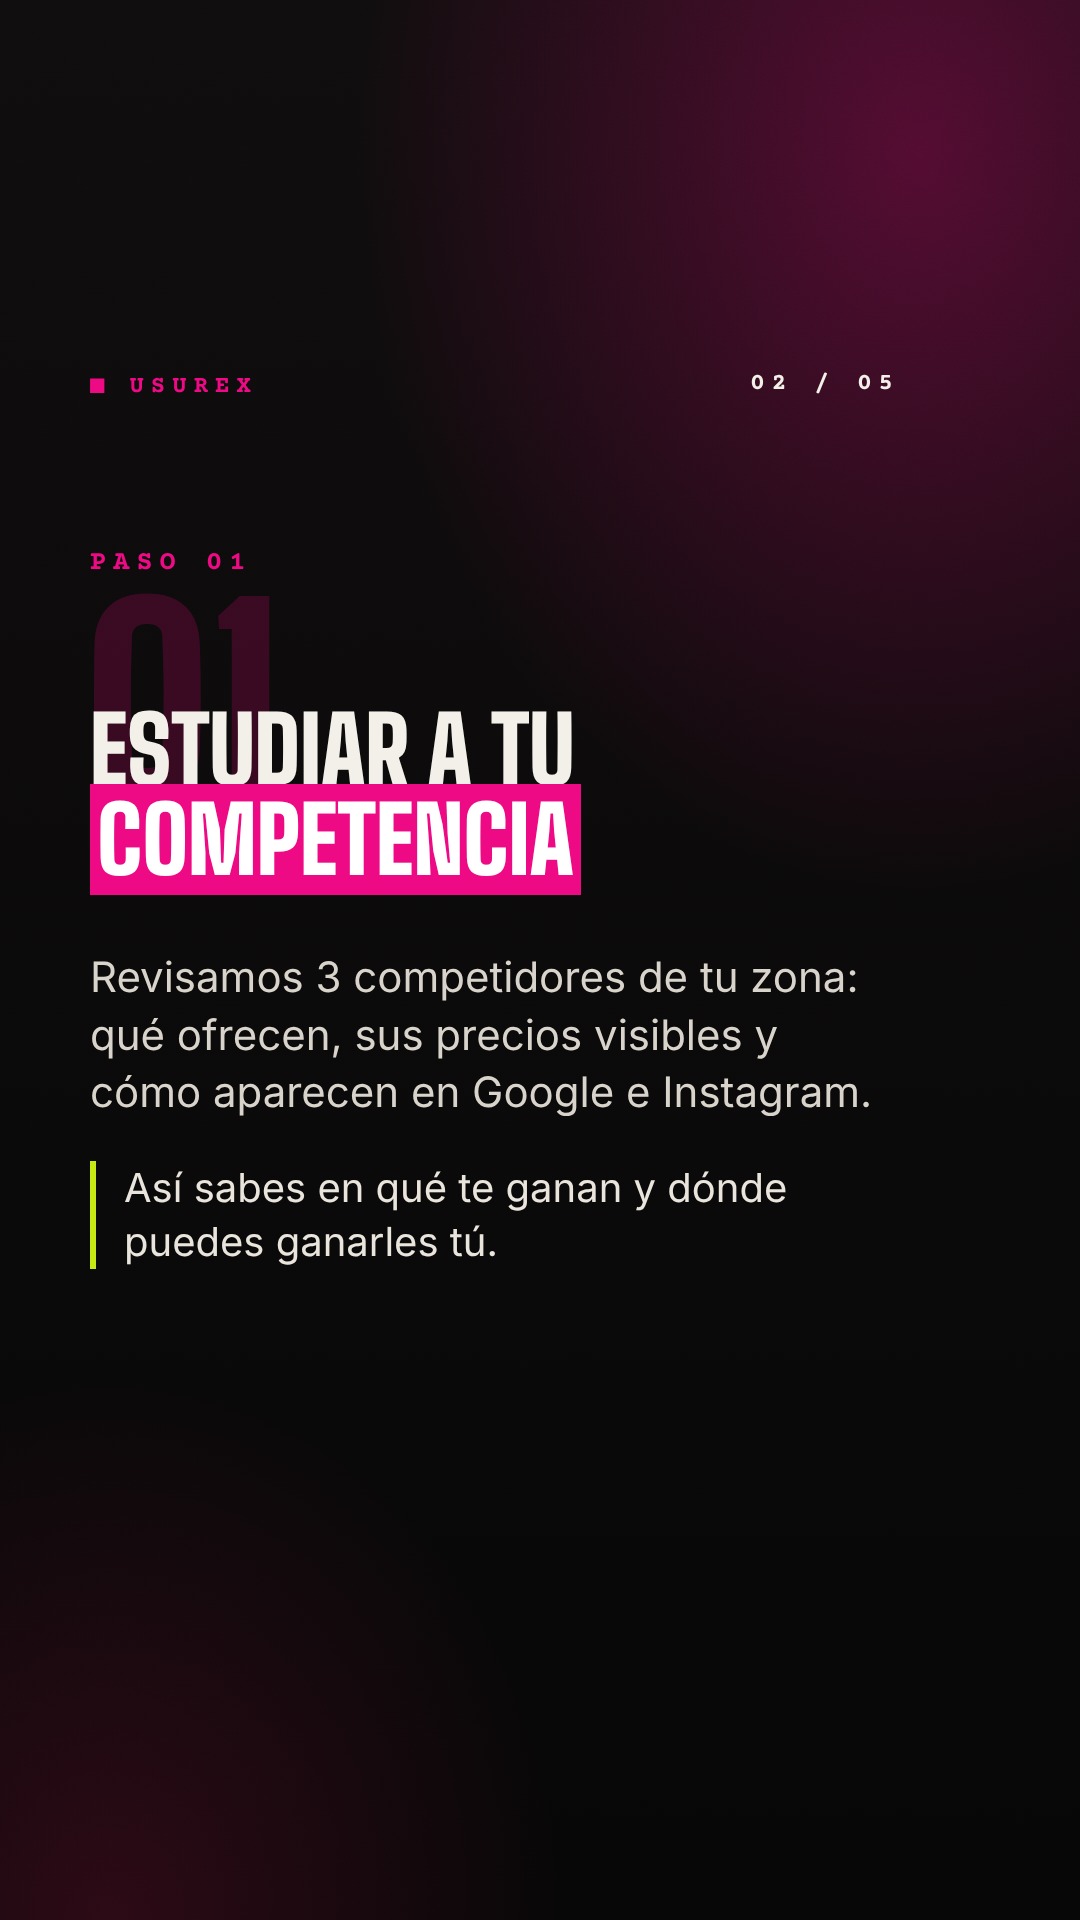 USUREX
02 / 05
PASO 01
01
ESTUDIAR A TU
COMPETENCIA
Revisamos 3 competidores de tu zona:
qué ofrecen, sus precios visibles y
cómo aparecen en Google e Instagram.
Así sabes en qué te ganan y dónde
puedes ganarles tú.